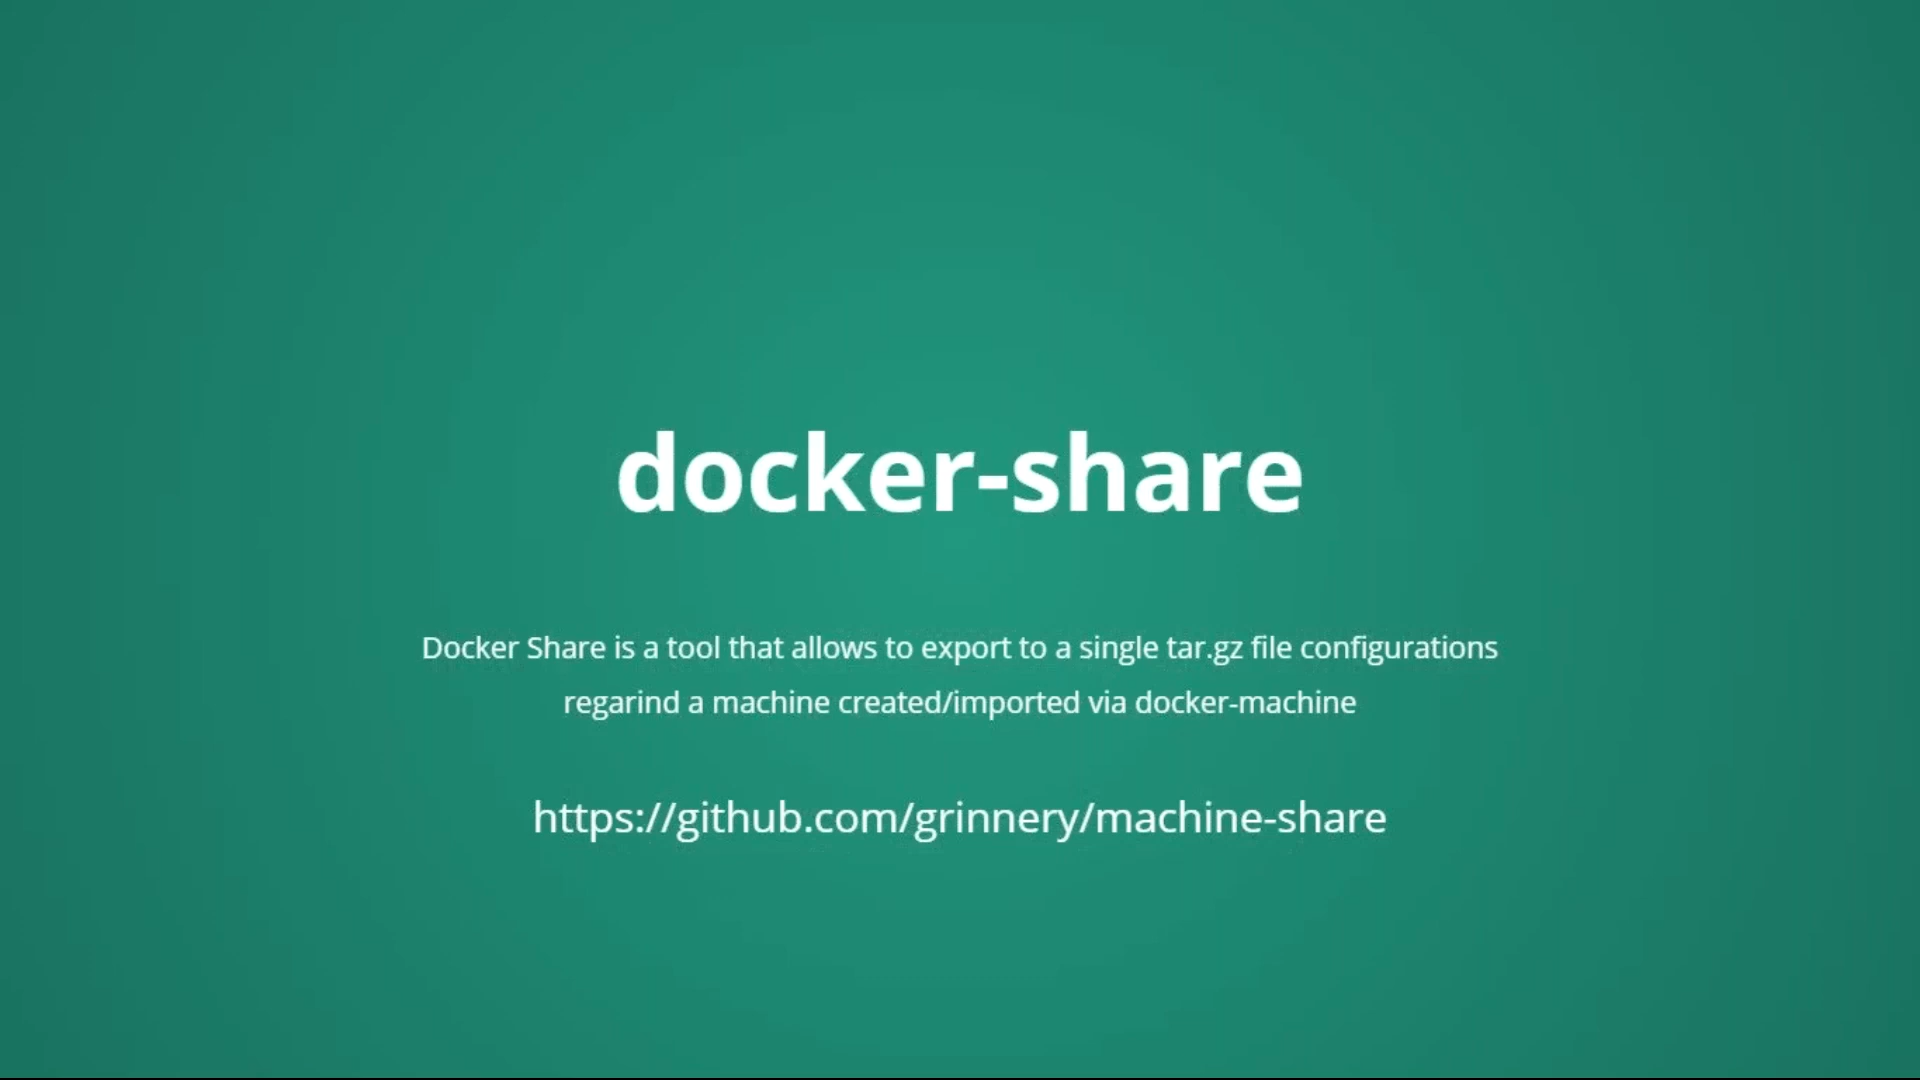 docker-share
Docker Share is a tool that allows to export to a single tar.gz file configurations
regarind a machine created/imported via docker-machine
https://github.com/grinnery/machine-share